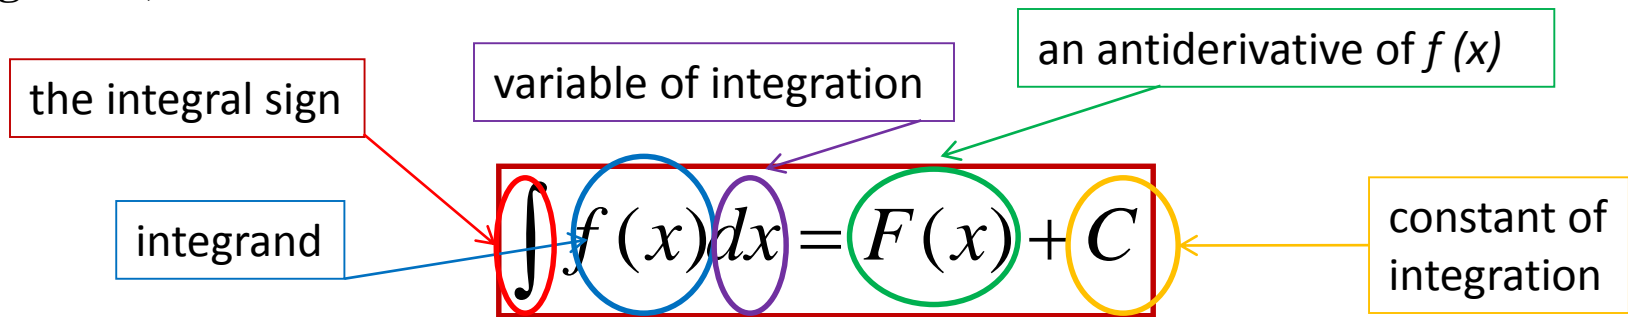 an antiderivative of f (x)
variable of integration
the integral sign
integrand
∫ f (x)dx = F (x) + C
constant of
integration